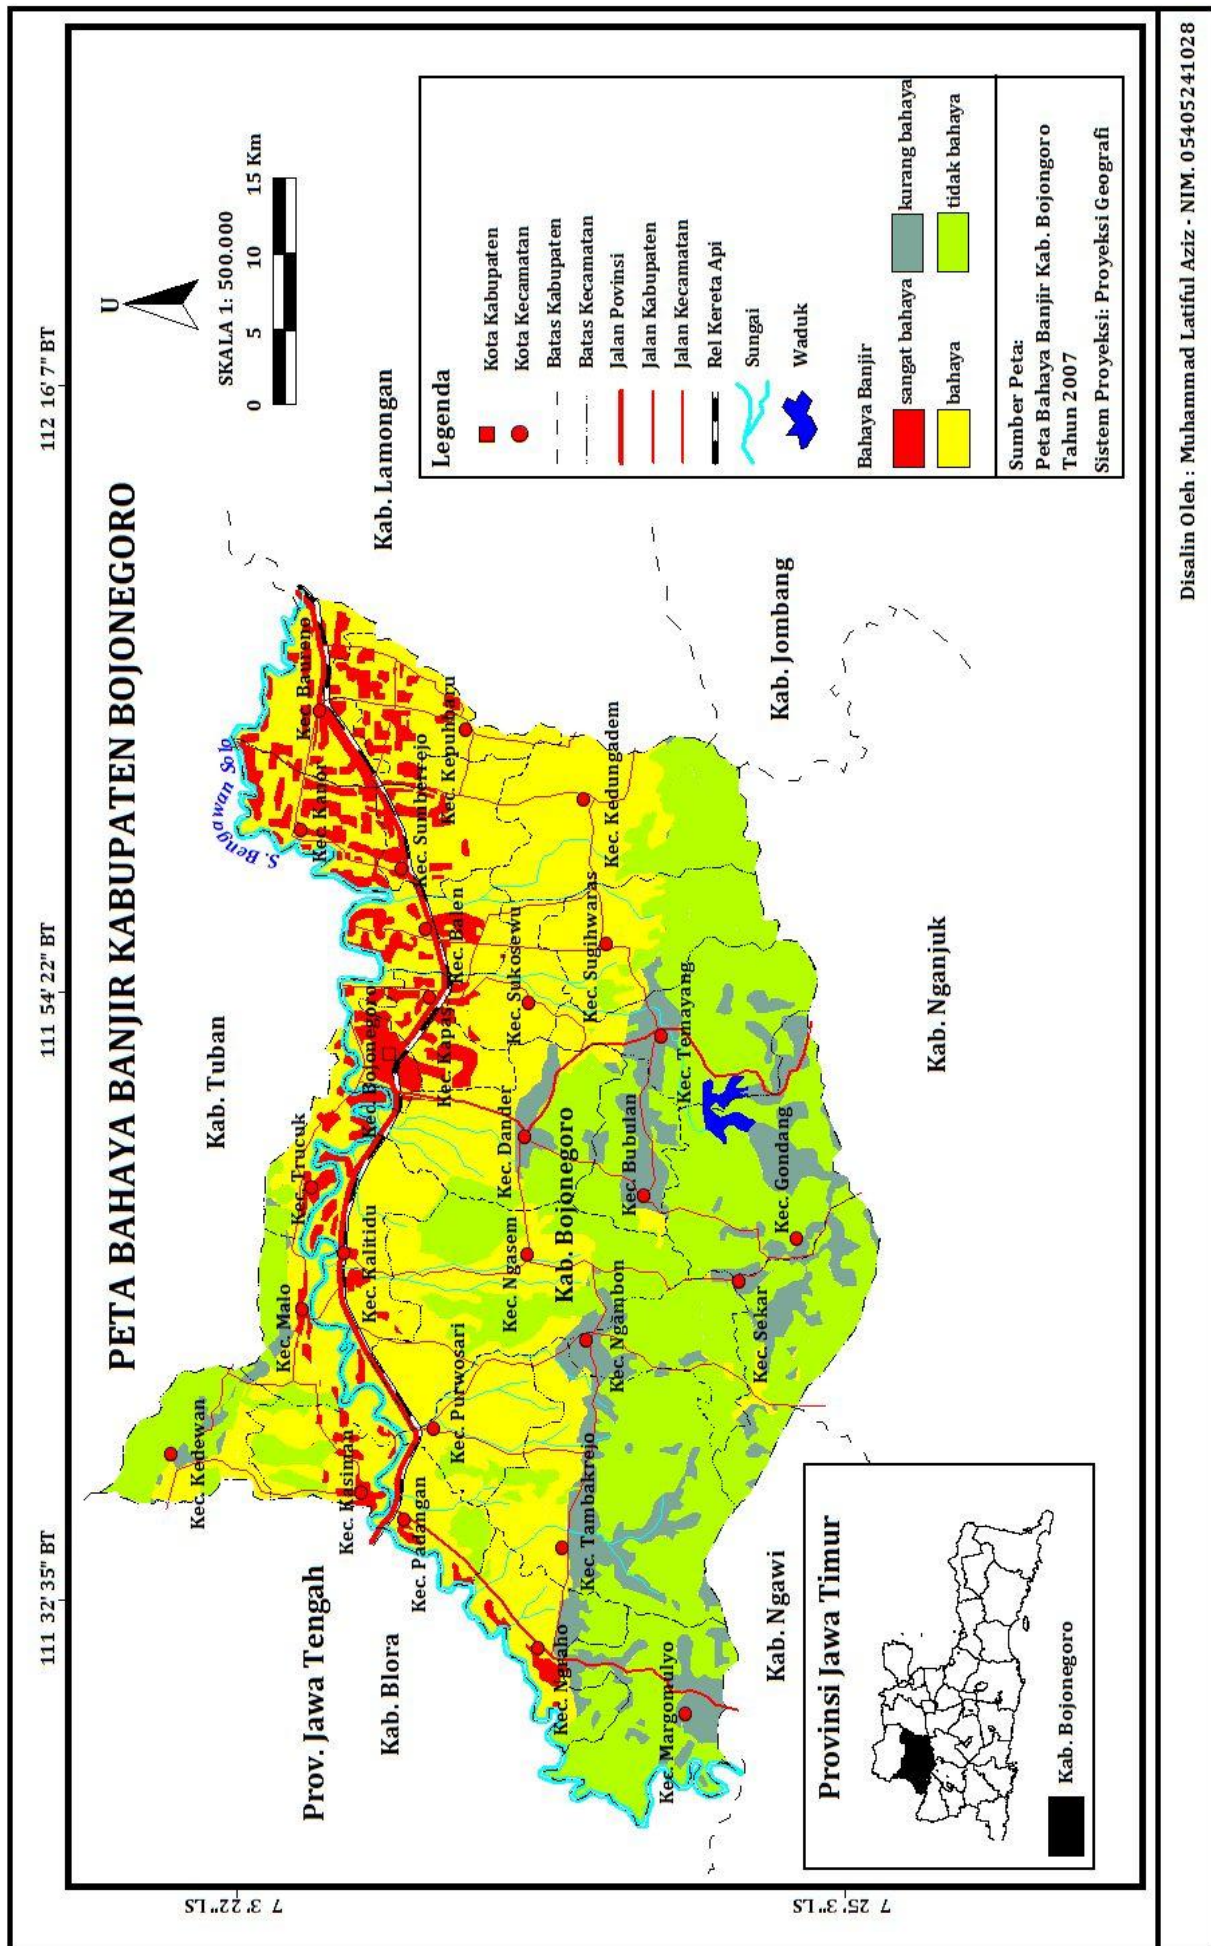 PETA BAHAYA BANJIR KABUPATEN BOJONEGORO
111 32' 35" BT
111 54' 22" BT
112 16' 7" BT
7 3' 22" LS
7 25' 3" LS
U
SKALA 1: 500.000
0 5 10 15 Km
Prov. Jawa Tengah
Kab. Blora
Kab. Tuban
Kab. Lamongan
Kab. Jombang
Kab. Nganjuk
Kab. Ngawi
Kab. Bojonegoro
S. Bengawan Solo
Kec. Kedewan
Kec. Malo
Kec. Trucuk
Kec. Kasiman
Kec. Padangan
Kec. Kalitidu
Kec. Bojonegoro
Kec. Kapas
Kec. Balen
Kec. Kanor
Kec. Baureno
Kec. Sumberrejo
Kec. Kepuhbaru
Kec. Purwosari
Kec. Ngasem
Kec. Dander
Kec. Sukosewu
Kec. Sugihwaras
Kec. Kedungadem
Kec. Ngraho
Kec. Tambakrejo
Kec. Ngambon
Kec. Bubulan
Kec. Temayang
Kec. Margomulyo
Kec. Sekar
Kec. Gondang
Legenda
Kota Kabupaten
Kota Kecamatan
Batas Kabupaten
Batas Kecamatan
Jalan Povinsi
Jalan Kabupaten
Jalan Kecamatan
Rel Kereta Api
Sungai
Waduk
Bahaya Banjir
sangat bahaya
kurang bahaya
bahaya
tidak bahaya
Sumber Peta:
Peta Bahaya Banjir Kab. Bojongoro
Tahun 2007
Sistem Proyeksi: Proyeksi Geografi
Provinsi Jawa Timur
Kab. Bojonegoro
Disalin Oleh : Muhammad Latiful Aziz - NIM. 05405241028